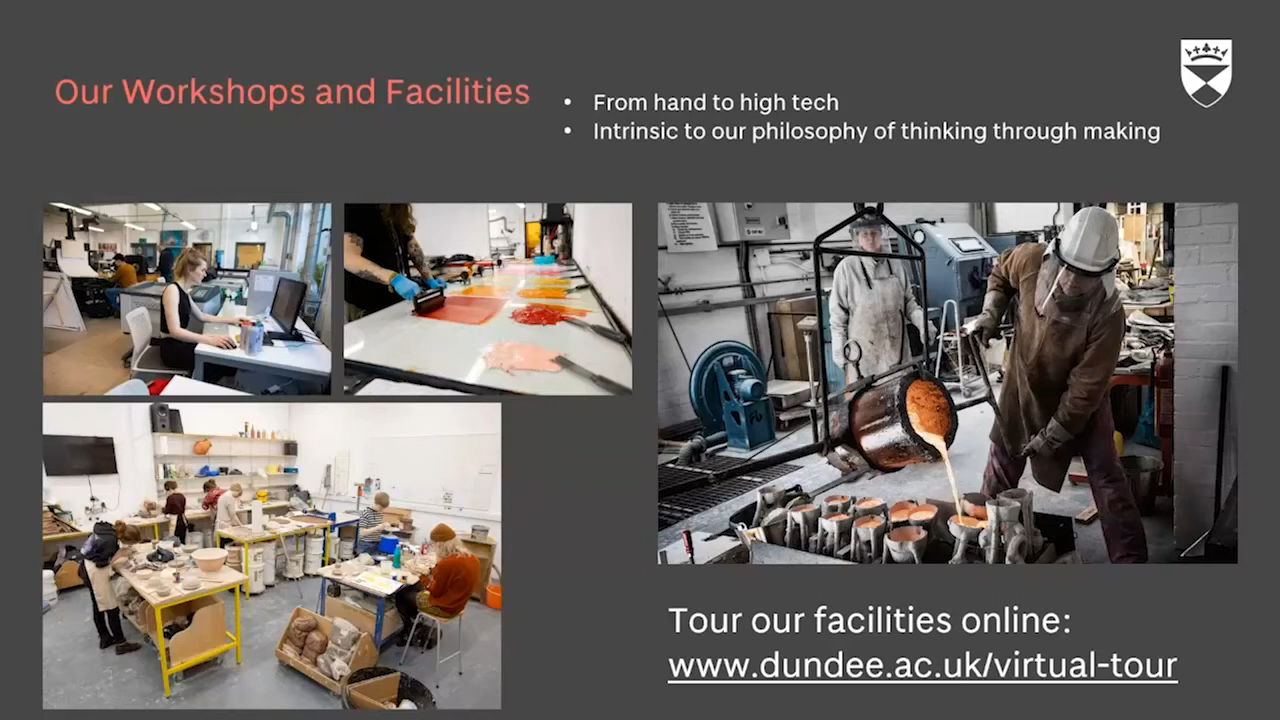 Our Workshops and Facilities
• From hand to high tech
• Intrinsic to our philosophy of thinking through making
Tour our facilities online:
www.dundee.ac.uk/virtual-tour